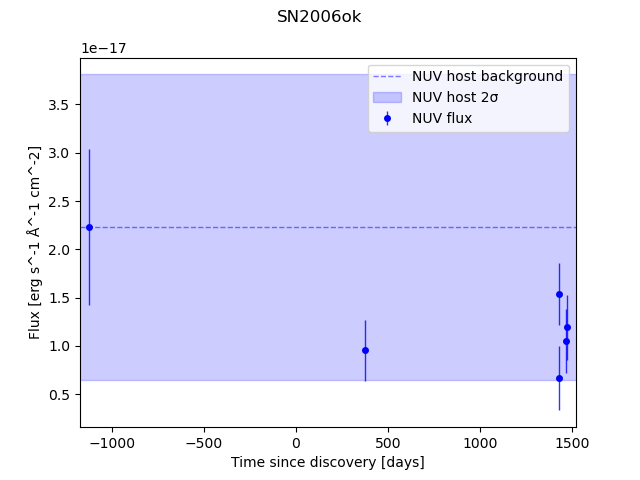 SN2006ok
1e−17
NUV host background
NUV host 2σ
NUV flux
3.5
3.0
2.5
2.0
1.5
1.0
0.5
Flux [erg s^-1 Å^-1 cm^-2]
−1000
−500
0
500
1000
1500
Time since discovery [days]